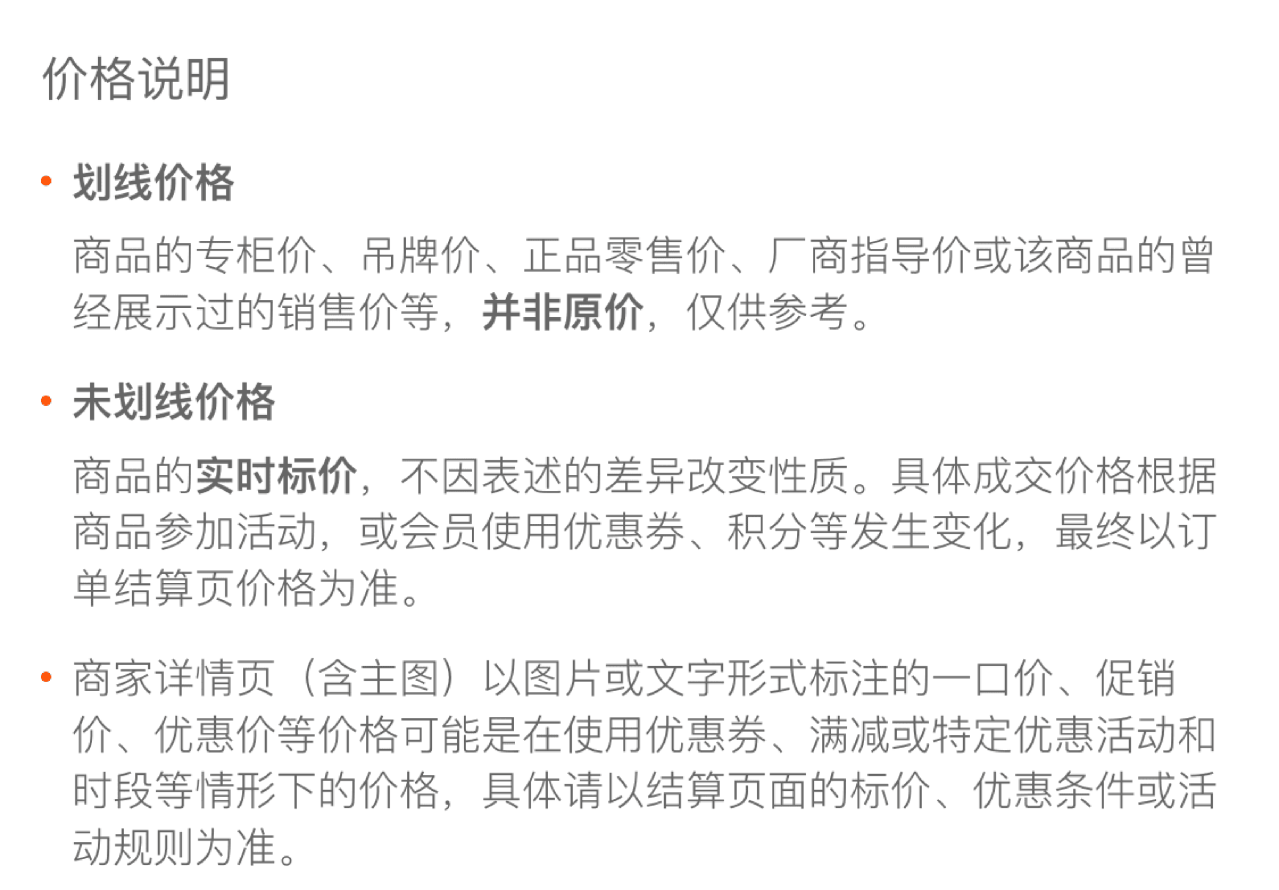 价格说明
• 划线价格
商品的专柜价、吊牌价、正品零售价、厂商指导价或该商品的曾
经展示过的销售价等，并非原价，仅供参考。
• 未划线价格
商品的实时标价，不因表述的差异改变性质。具体成交价格根据
商品参加活动，或会员使用优惠券、积分等发生变化，最终以订
单结算页价格为准。
• 商家详情页（含主图）以图片或文字形式标注的一口价、促销
价、优惠价等价格可能是在使用优惠券、满减或特定优惠活动和
时段等情形下的价格，具体请以结算页面的标价、优惠条件或活
动规则为准。